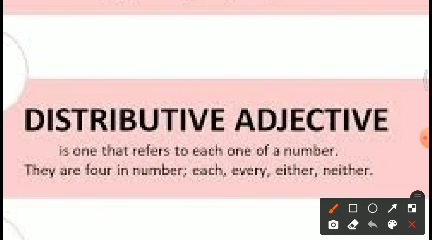 DISTRIBUTIVE ADJECTIVE
is one that refers to each one of a number.
They are four in number; each, every, either, neither.